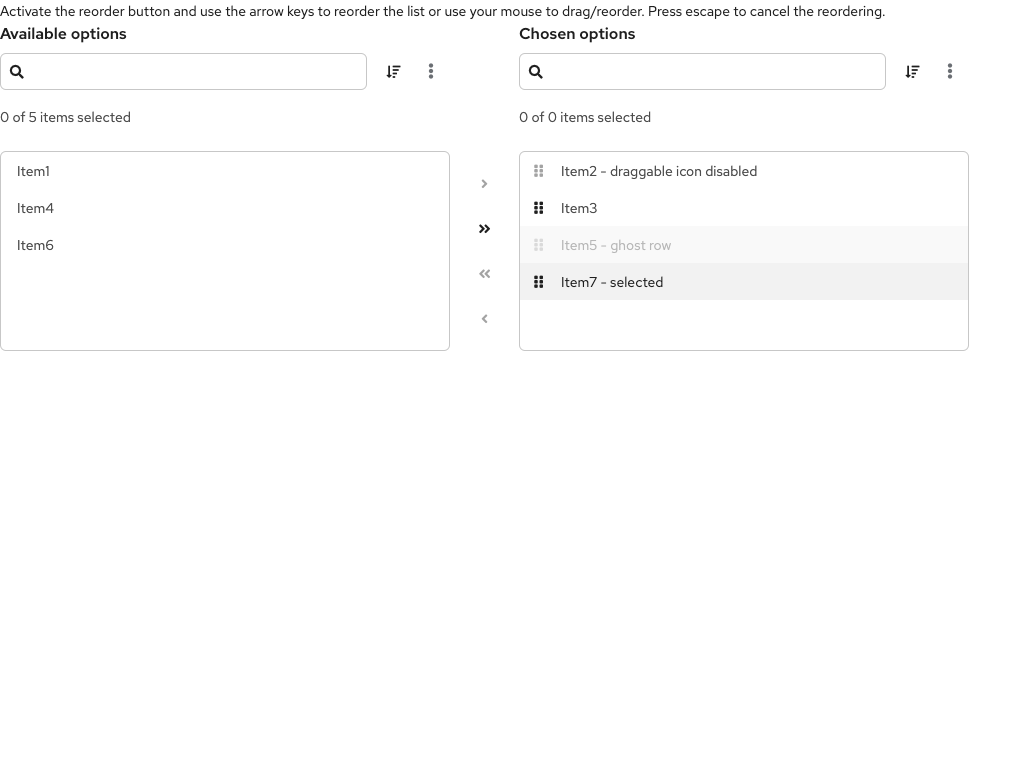 Activate the reorder button and use the arrow keys to reorder the list or use your mouse to drag/reorder. Press escape to cancel the reordering.
Available options
Chosen options
0 of 5 items selected
0 of 0 items selected
Item1
Item4
Item6
Item2 - draggable icon disabled
Item3
Item5 - ghost row
Item7 - selected